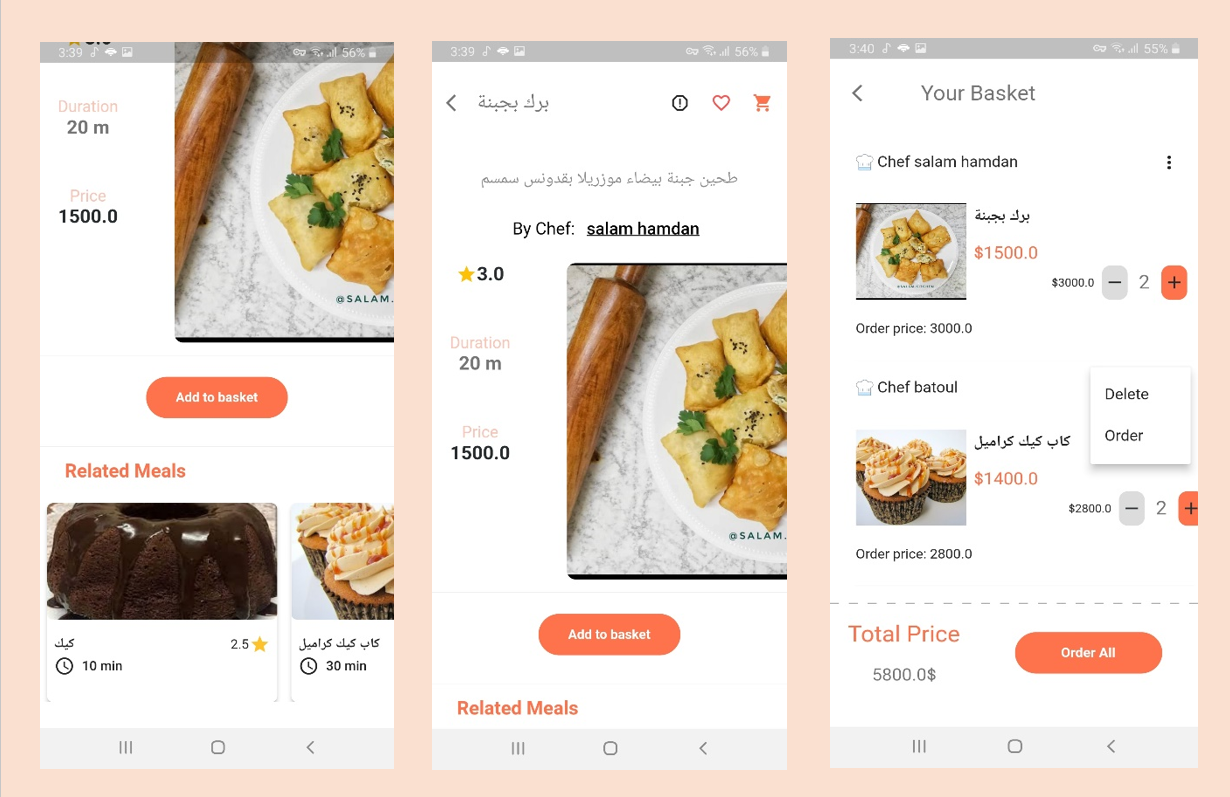 3:39
56%
Duration
20 m
Price
1500.0
@SALAM.
Add to basket
Related Meals
كيك
2.5
10 min
كاب كيك كراميل
30 min
3:39
56%
برك بجبنة
طحين جبنة بيضاء موزريلا بقدونس سمسم
By Chef: salam hamdan
3.0
Duration
20 m
Price
1500.0
@SALAM.
Add to basket
Related Meals
3:40
55%
Your Basket
Chef salam hamdan
برك بجبنة
$1500.0
$3000.0 − 2 +
Order price: 3000.0
Chef batoul
Delete
Order
كاب كيك كراميل
$1400.0
$2800.0 − 2 +
Order price: 2800.0
Total Price
5800.0$
Order All